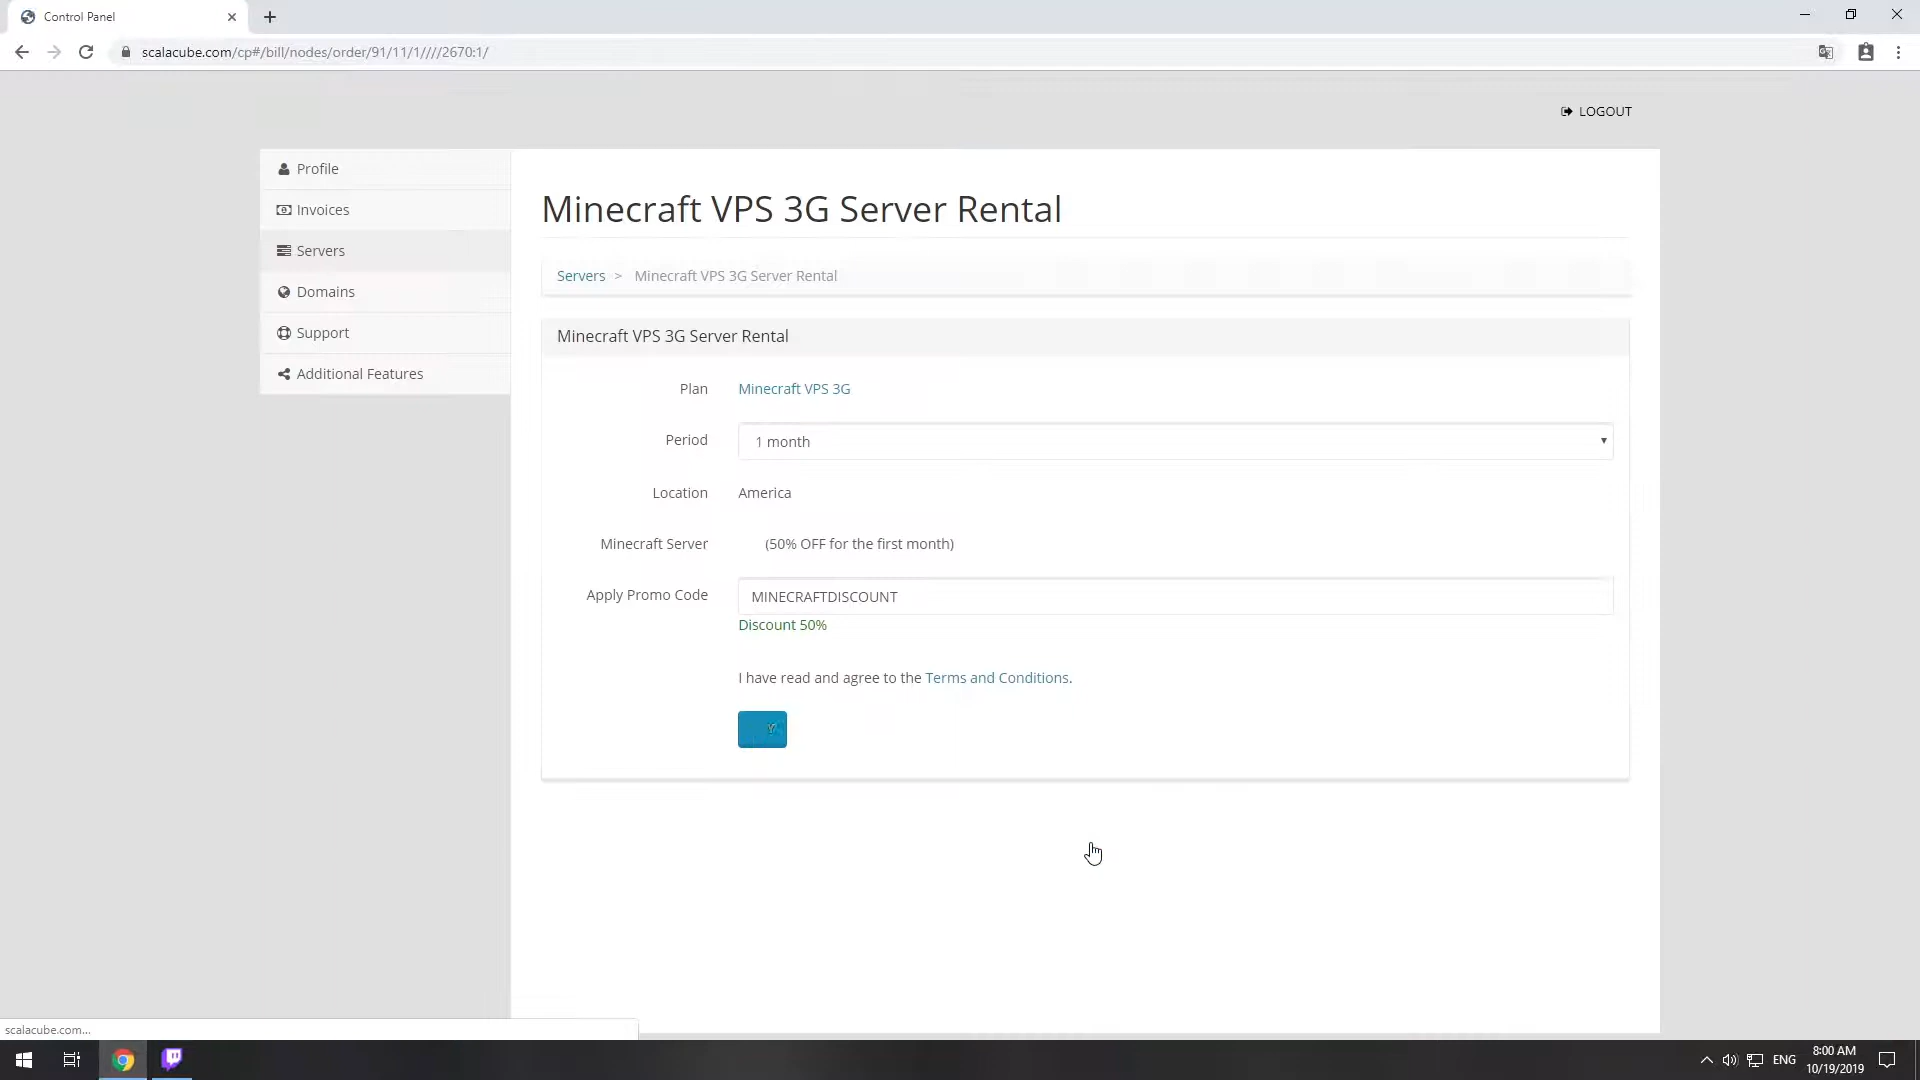 Control Panel
scalacube.com/cp#/bill/nodes/order/91/11/1////2670:1/
LOGOUT
Profile
Invoices
Servers
Domains
Support
Additional Features
Minecraft VPS 3G Server Rental
Servers > Minecraft VPS 3G Server Rental
Minecraft VPS 3G Server Rental
Plan Minecraft VPS 3G
Period 1 month
Location America
Minecraft Server (50% OFF for the first month)
Apply Promo Code MINECRAFTDISCOUNT
Discount 50%
I have read and agree to the Terms and Conditions.
scalacube.com...
ENG
8:00 AM
10/19/2019